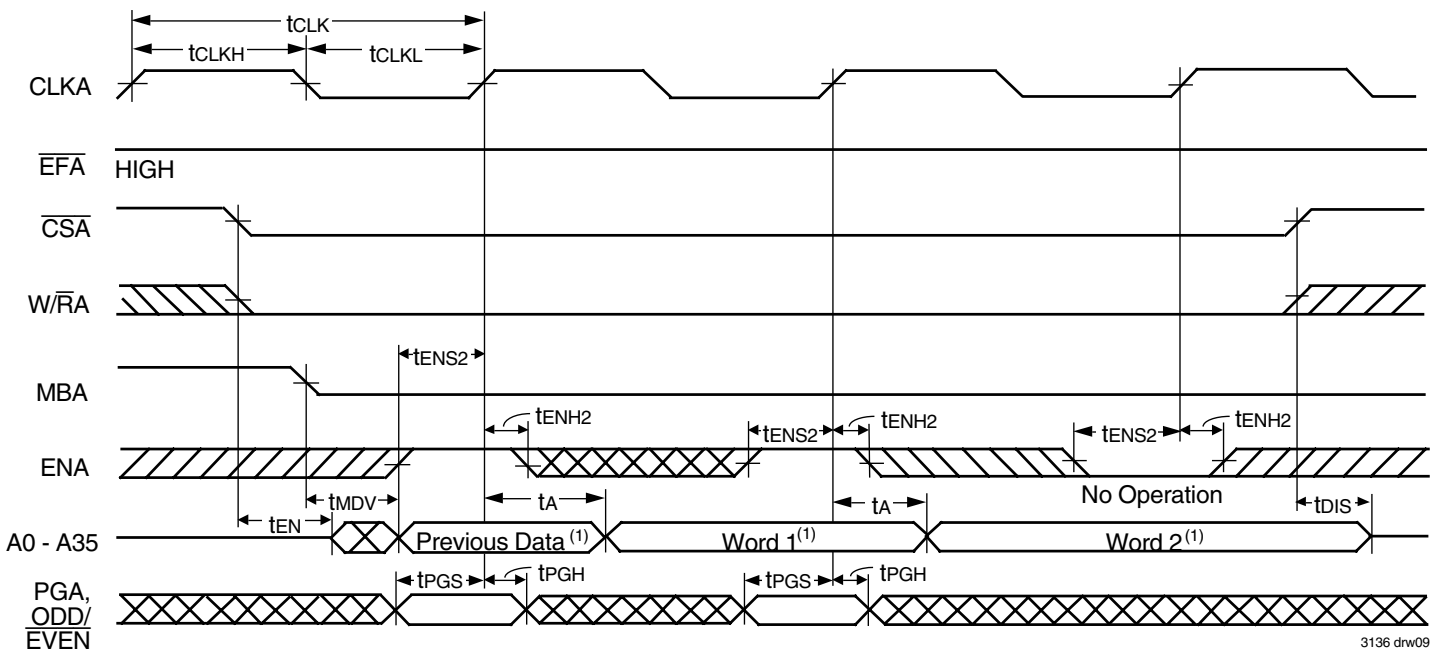 tCLK
tCLKH
tCLKL
CLKA
EFA
HIGH
CSA
W/RA
tENS2
MBA
tENH2
tENS2
tENH2
tENS2
tENH2
ENA
No Operation
tMDV
tA
tA
tEN
tDIS
A0 - A35
Previous Data (1)
Word 1(1)
Word 2(1)
tPGS
tPGH
tPGS
tPGH
PGA,
ODD/
EVEN
3136 drw09